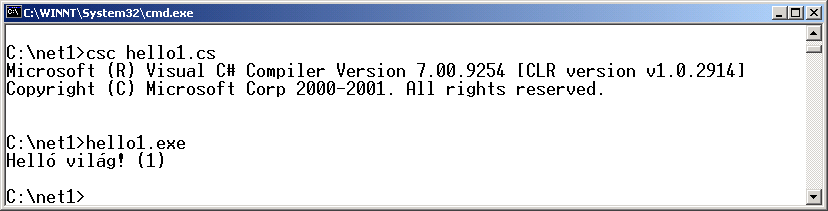 C:\WINNT\System32\cmd.exe
C:\net1>csc hello1.cs
Microsoft (R) Visual C# Compiler Version 7.00.9254 [CLR version v1.0.2914]
Copyright (C) Microsoft Corp 2000-2001. All rights reserved.
C:\net1>hello1.exe
Helló világ! (1)
C:\net1>